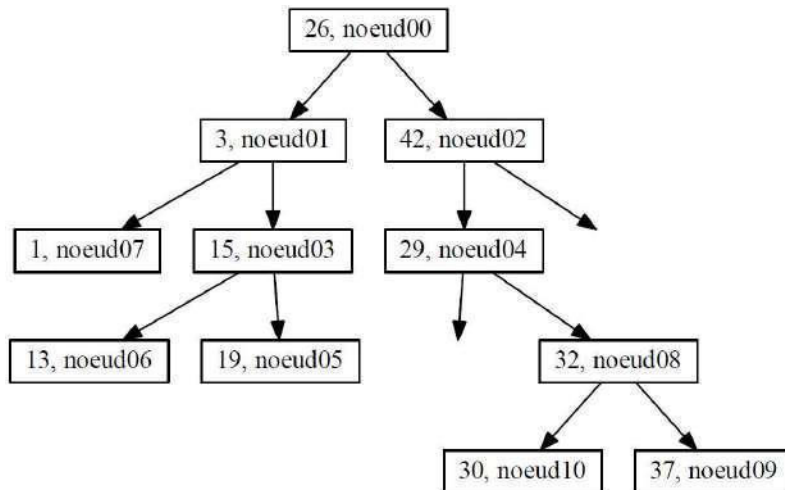 26, noeud00
3, noeud01
42, noeud02
1, noeud07
15, noeud03
29, noeud04
13, noeud06
19, noeud05
32, noeud08
30, noeud10
37, noeud09